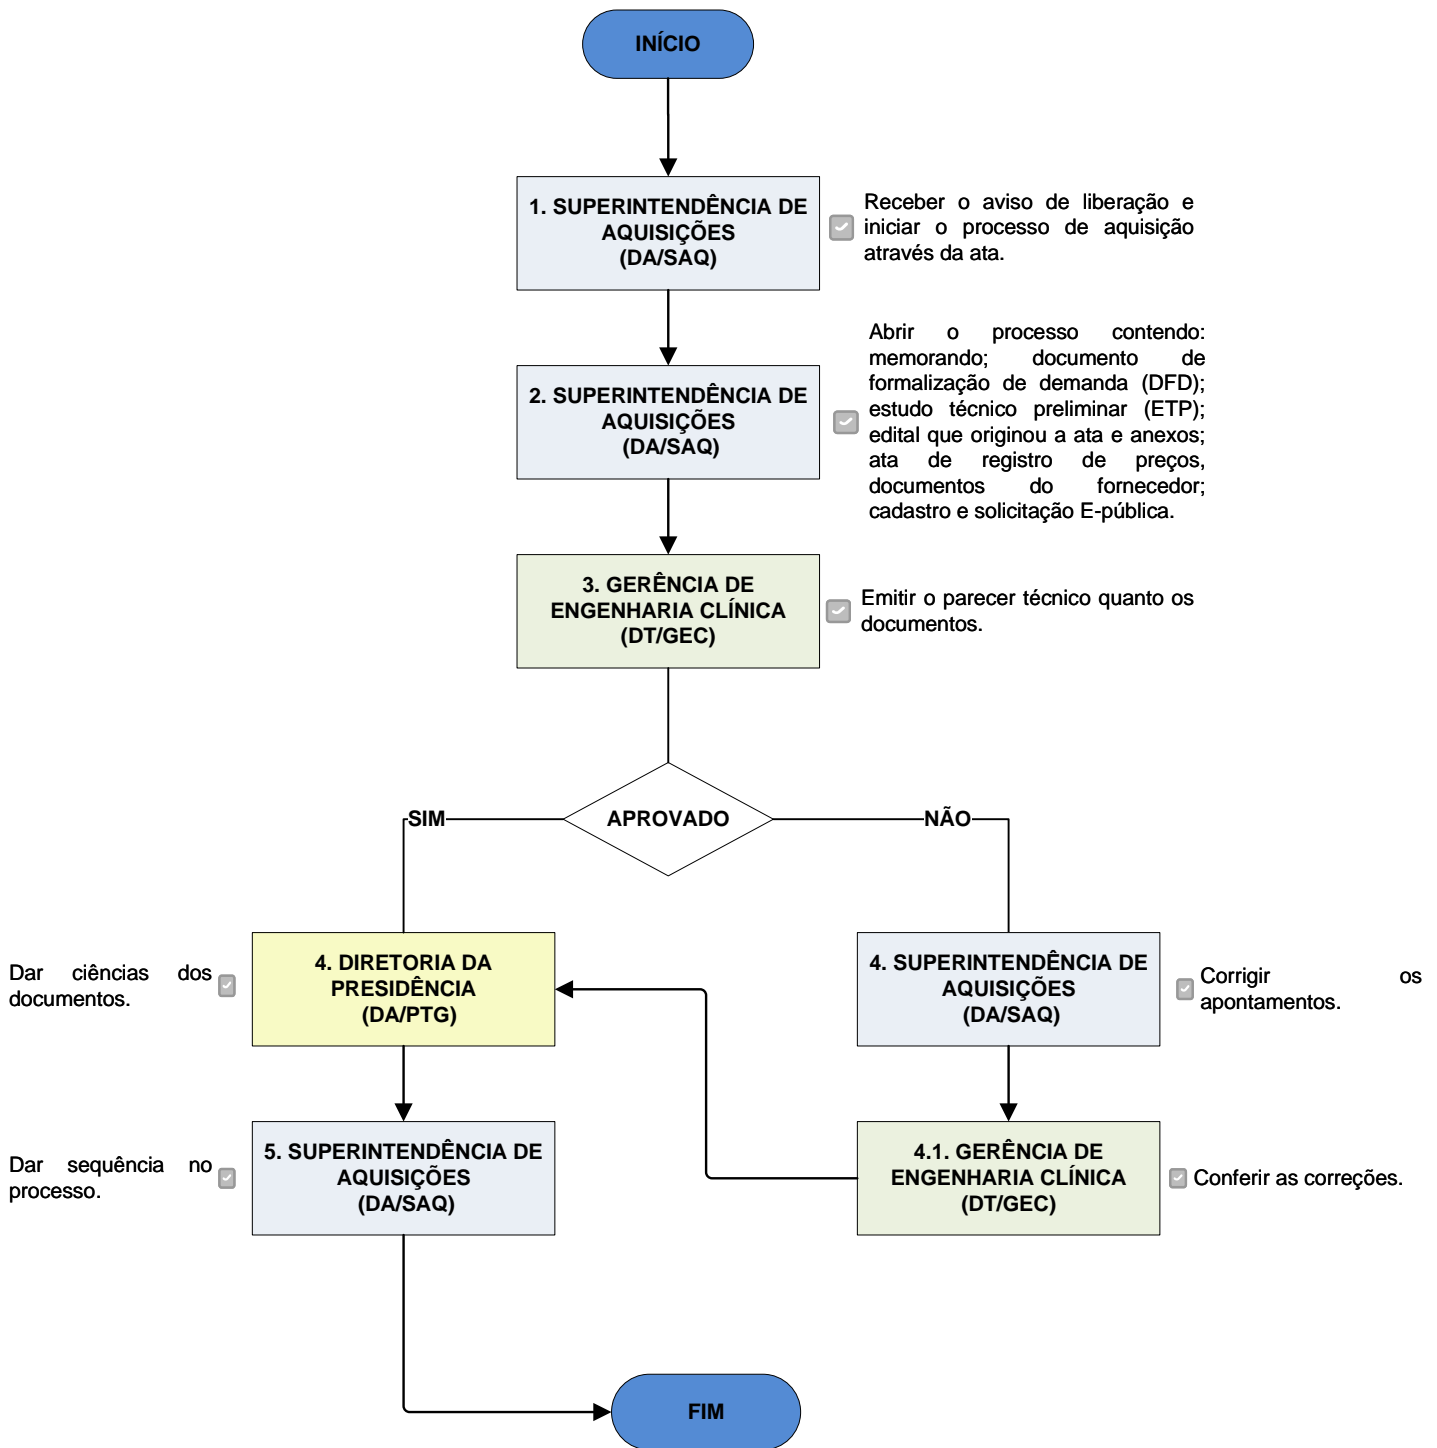 INÍCIO
1. SUPERINTENDÊNCIA DE
AQUISIÇÕES
(DA/SAQ)
Receber o aviso de liberação e
iniciar o processo de aquisição
através da ata.
2. SUPERINTENDÊNCIA DE
AQUISIÇÕES
(DA/SAQ)
Abrir o processo contendo:
memorando; documento de
formalização de demanda (DFD);
estudo técnico preliminar (ETP);
edital que originou a ata e anexos;
ata de registro de preços,
documentos do fornecedor;
cadastro e solicitação E-pública.
3. GERÊNCIA DE
ENGENHARIA CLÍNICA
(DT/GEC)
Emitir o parecer técnico quanto os
documentos.
APROVADO
SIM
NÃO
Dar ciências dos
documentos.
4. DIRETORIA DA
PRESIDÊNCIA
(DA/PTG)
4. SUPERINTENDÊNCIA DE
AQUISIÇÕES
(DA/SAQ)
Corrigir os
apontamentos.
Dar sequência no
processo.
5. SUPERINTENDÊNCIA DE
AQUISIÇÕES
(DA/SAQ)
4.1. GERÊNCIA DE
ENGENHARIA CLÍNICA
(DT/GEC)
Conferir as correções.
FIM